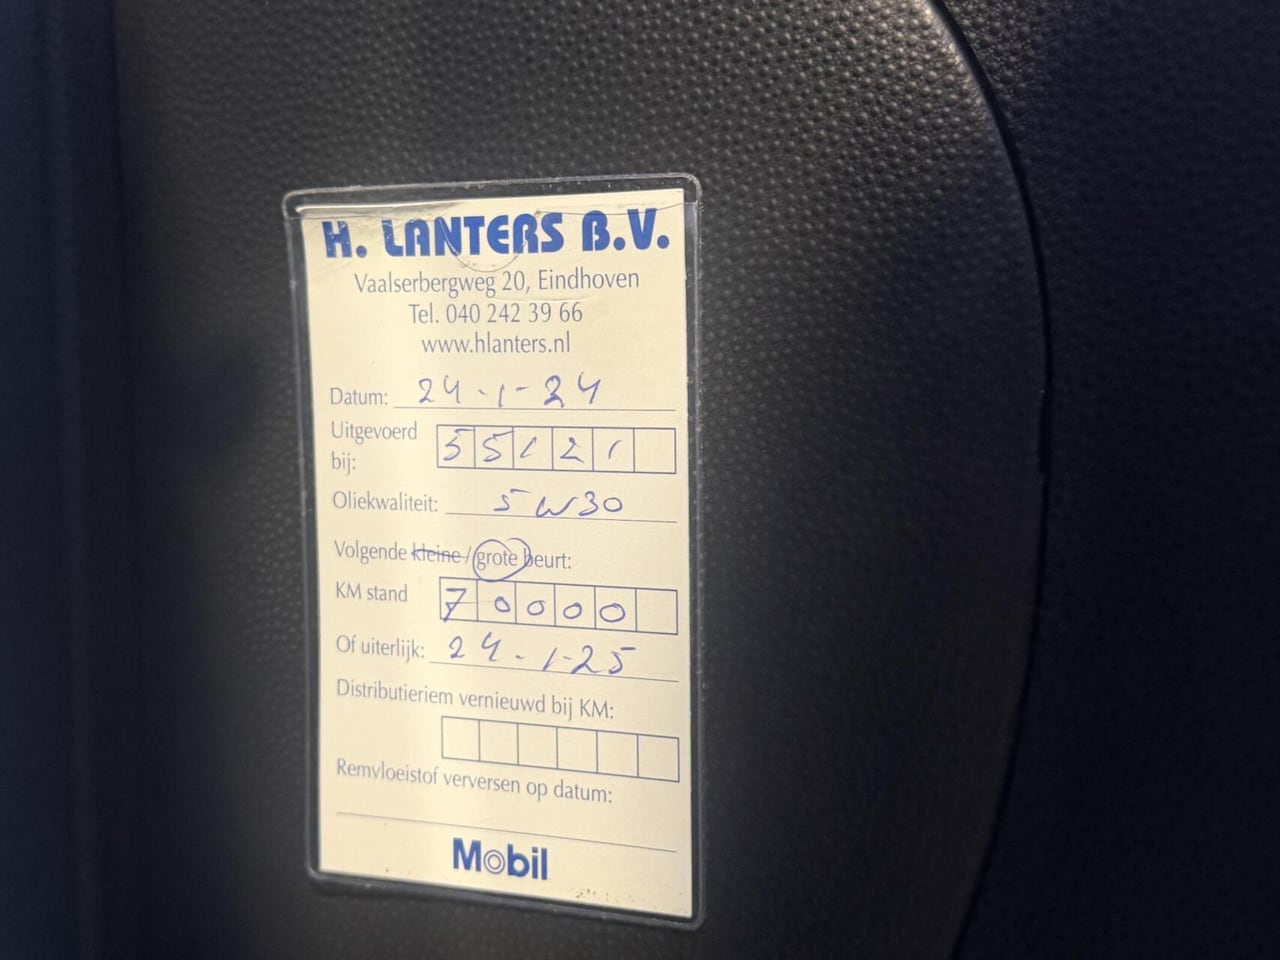 H. LANTERS B.V.
Vaalserbergweg 20, Eindhoven
Tel. 040 242 39 66
www.hlanters.nl
Datum: 24-1-24
Uitgevoerd bij: 55121
Oliekwaliteit: 5W30
Volgende kleine / grote beurt:
KM stand 70000
Of uiterlijk: 24-1-25
Distributieriem vernieuwd bij KM:
Remvloeistof verversen op datum:
Mobil